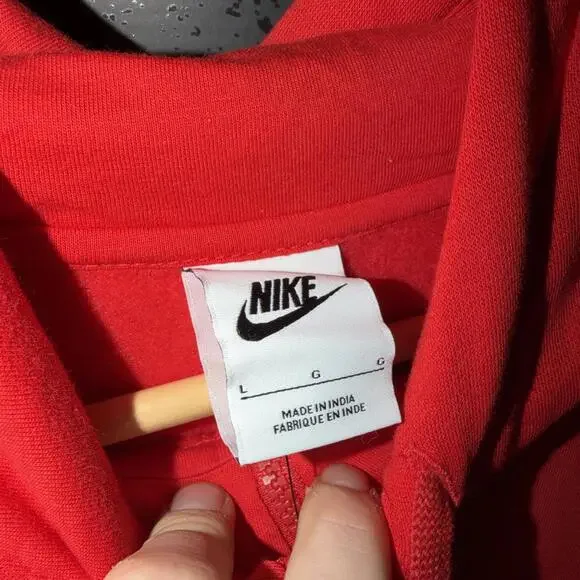 NIKE
L G G
MADE IN INDIA
FABRIQUE EN INDE